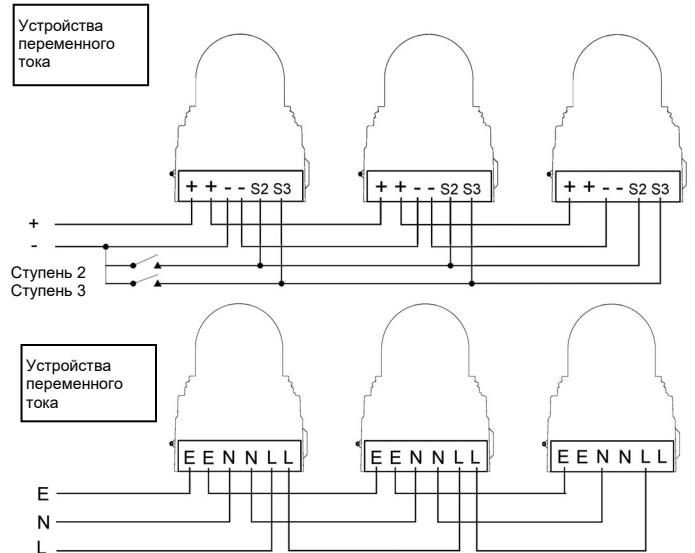 Устройства
переменного
тока
+ + - - S2 S3
+ + - - S2 S3
+ + - - S2 S3
+
-
Ступень 2
Ступень 3
Устройства
переменного
тока
E E N N L L
E E N N L L
E E N N L L
E
N
L